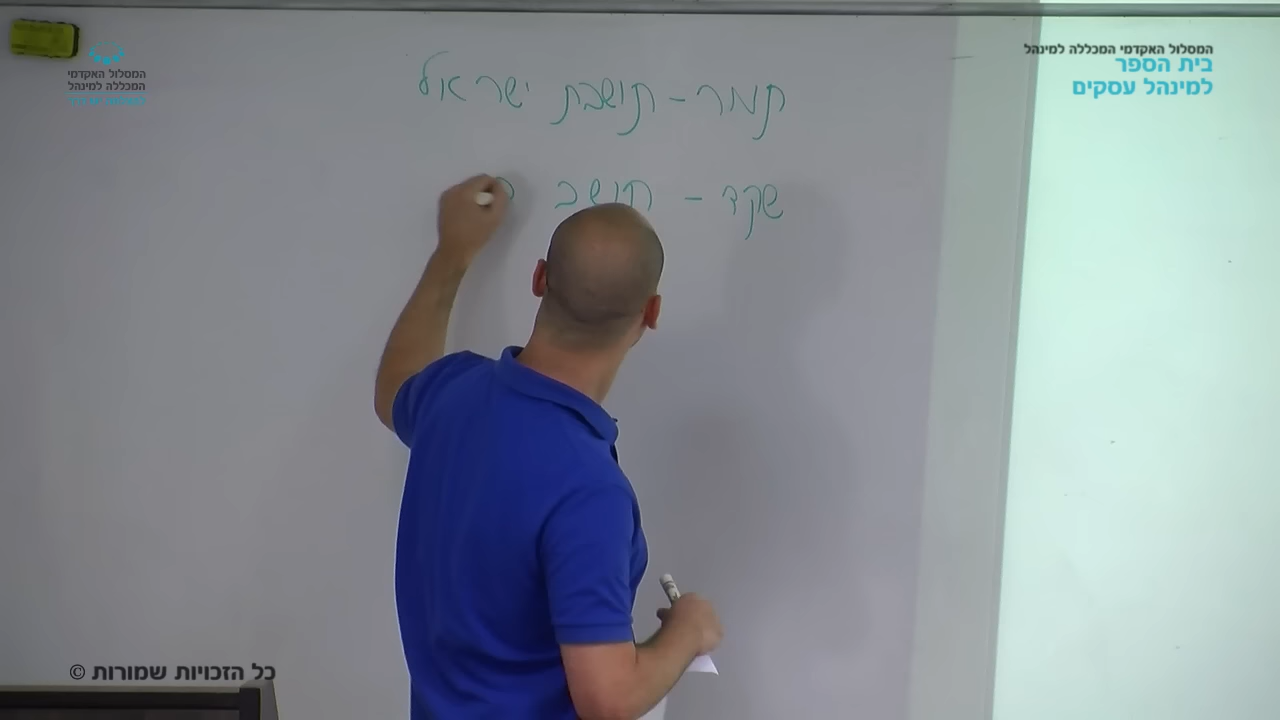 המסלול האקדמי המכללה למינהל
בית הספר
למינהל עסקים
המסלול האקדמי
המכללה למינהל
תמר - תושבת ישראל
שקד - תושב
כל הזכויות שמורות ©